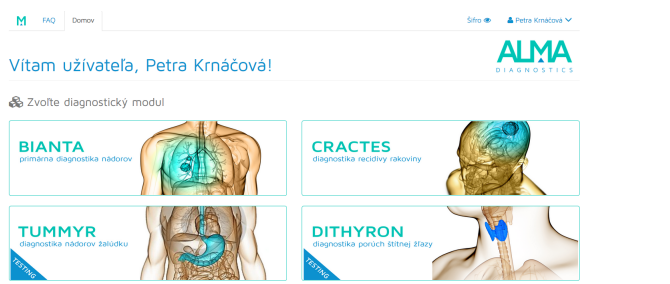 M FAQ Domov Šifro Petra Krnáčová
ALMA
DIAGNOSTICS
Vítam užívateľa, Petra Krnáčová!
Zvoľte diagnostický modul
BIANTA
primárna diagnostika nádorov
CRACTES
diagnostika recidívy rakoviny
TUMMYR
diagnostika nádorov žalúdku
TESTING
DITHYRON
diagnostika porúch štítnej žľazy
TESTING